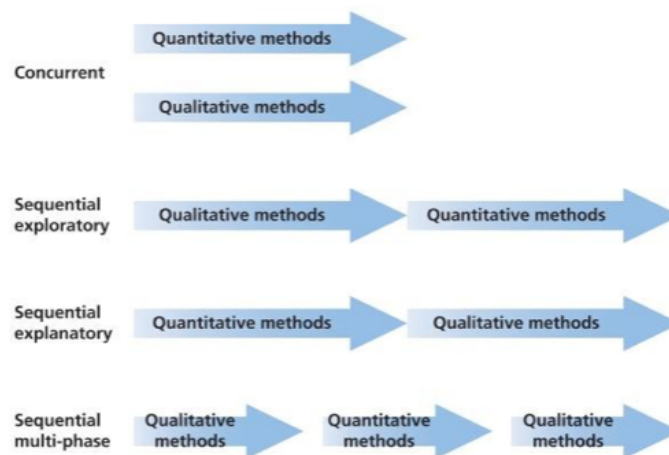 Quantitative methods
Concurrent
Qualitative methods
Sequential
exploratory
Qualitative methods
Quantitative methods
Sequential
explanatory
Quantitative methods
Qualitative methods
Sequential
multi-phase
Qualitative
methods
Quantitative
methods
Qualitative
methods